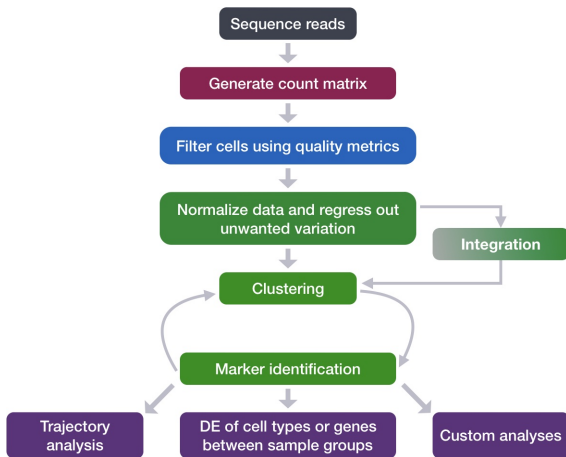 Sequence reads
Generate count matrix
Filter cells using quality metrics
Normalize data and regress out
unwanted variation
Integration
Clustering
Marker identification
Trajectory
analysis
DE of cell types or genes
between sample groups
Custom analyses